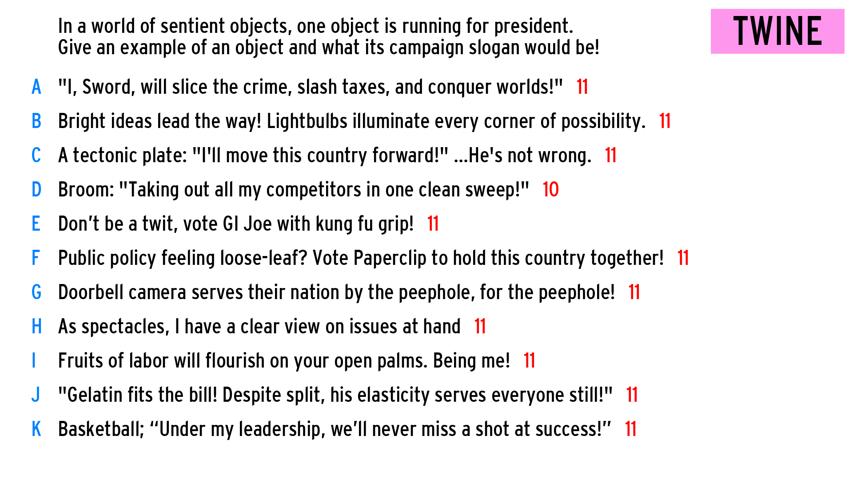 In a world of sentient objects, one object is running for president.
Give an example of an object and what its campaign slogan would be!
TWINE
A "I, Sword, will slice the crime, slash taxes, and conquer worlds!" 11
B Bright ideas lead the way! Lightbulbs illuminate every corner of possibility. 11
C A tectonic plate: "I'll move this country forward!" ...He's not wrong. 11
D Broom: "Taking out all my competitors in one clean sweep!" 10
E Don’t be a twit, vote GI Joe with kung fu grip! 11
F Public policy feeling loose-leaf? Vote Paperclip to hold this country together! 11
G Doorbell camera serves their nation by the peephole, for the peephole! 11
H As spectacles, I have a clear view on issues at hand 11
I Fruits of labor will flourish on your open palms. Being me! 11
J "Gelatin fits the bill! Despite split, his elasticity serves everyone still!" 11
K Basketball; “Under my leadership, we’ll never miss a shot at success!” 11